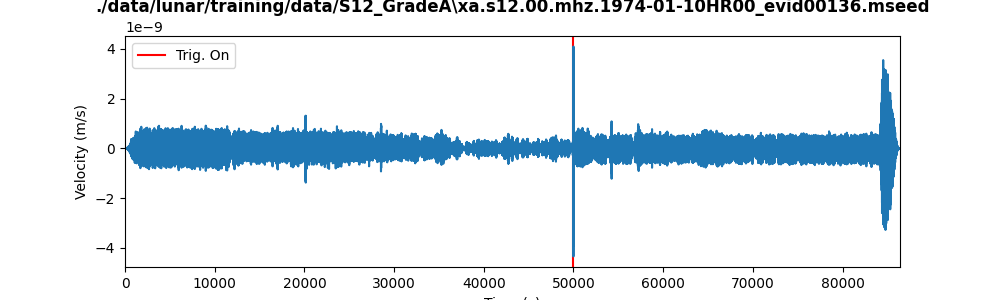 ./data/lunar/training/data/S12_GradeA\xa.s12.00.mhz.1974-01-10HR00_evid00136.mseed
1e−9
Trig. On
Velocity (m/s)
4
2
0
−2
−4
0 10000 20000 30000 40000 50000 60000 70000 80000